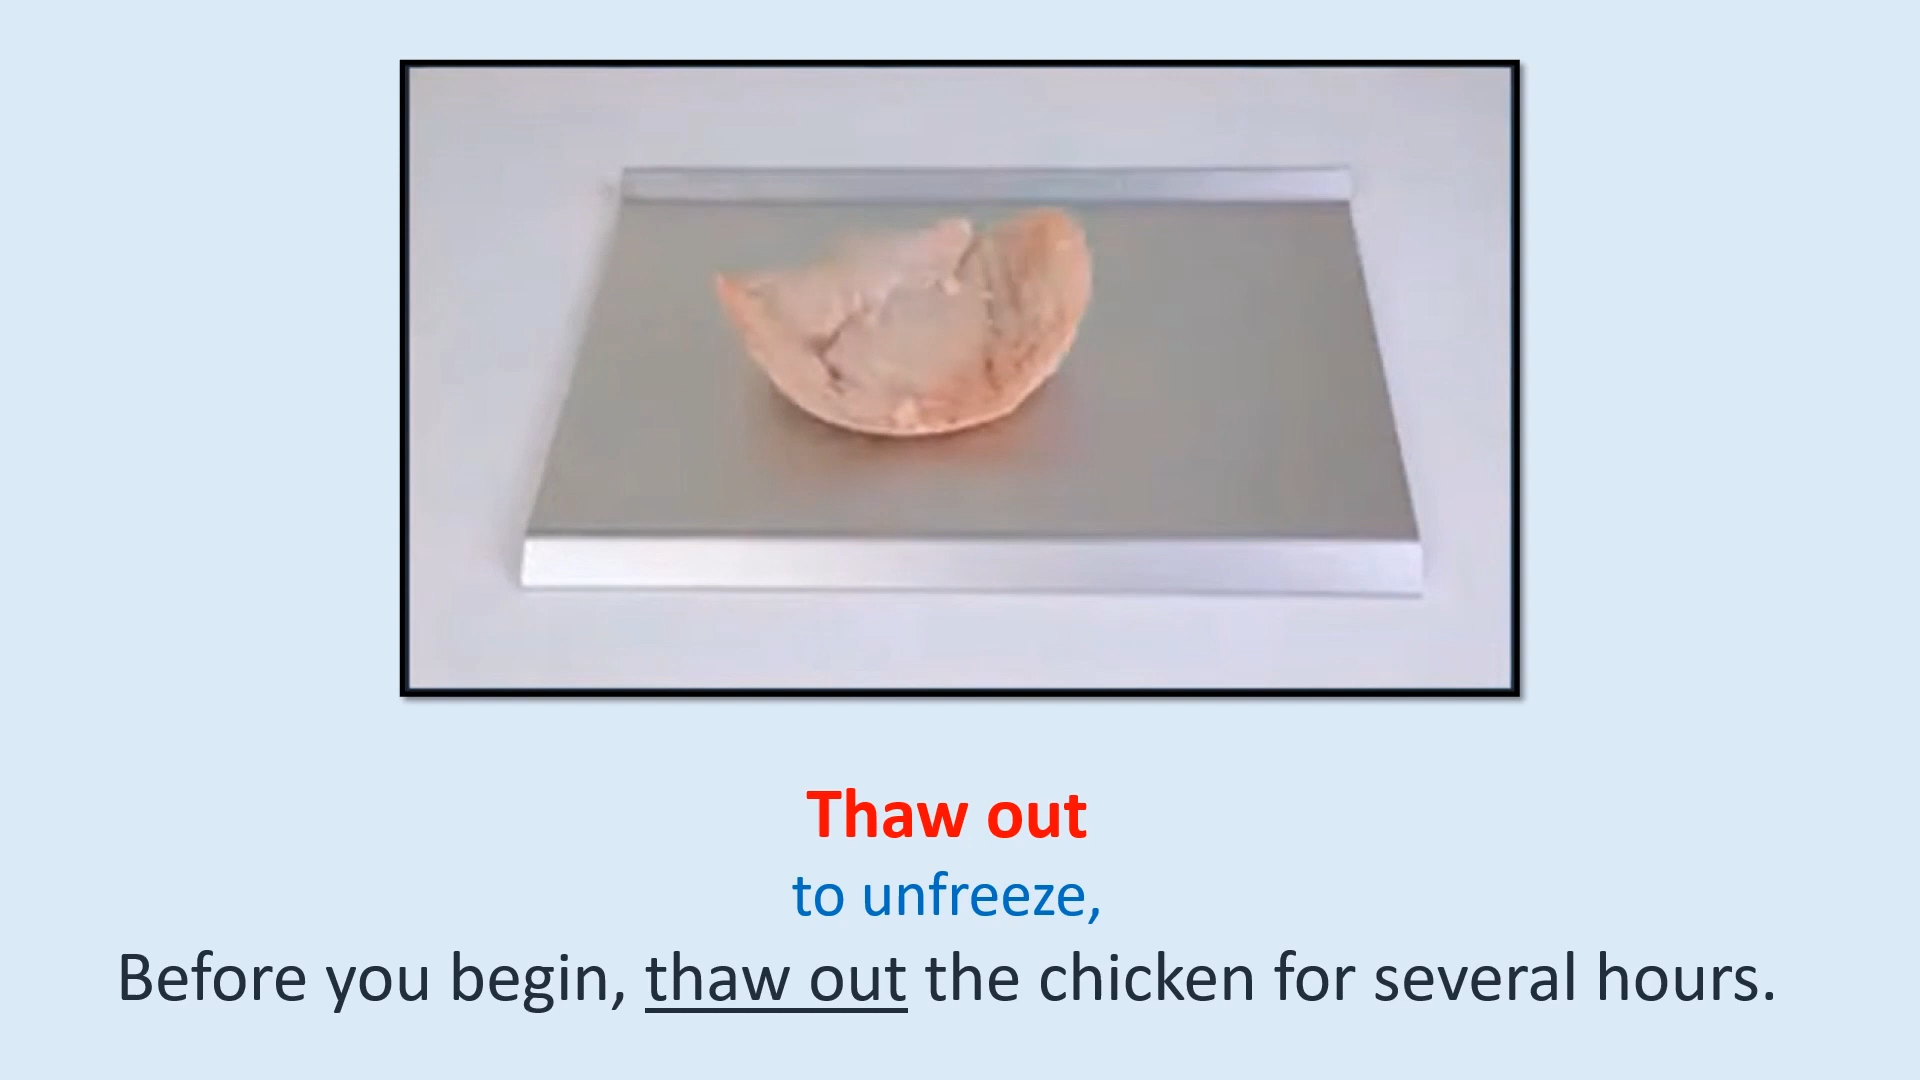 Thaw out
to unfreeze,
Before you begin, thaw out the chicken for several hours.